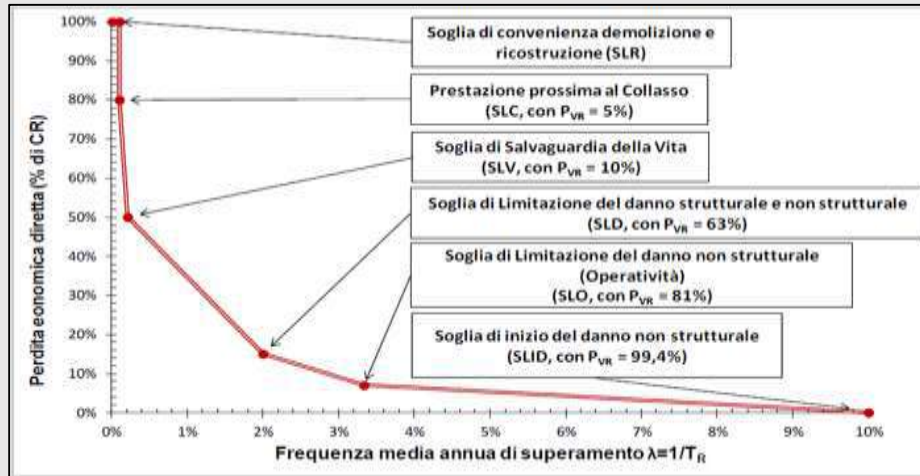 100%
90%
80%
70%
60%
50%
40%
30%
20%
10%
0%
Perdita economica diretta (% di CR)
Soglia di convenienza demolizione e
ricostruzione (SLR)
Prestazione prossima al Collasso
(SLC, con PVR = 5%)
Soglia di Salvaguardia della Vita
(SLV, con PVR = 10%)
Soglia di Limitazione del danno strutturale e non strutturale
(SLD, con PVR = 63%)
Soglia di Limitazione del danno non strutturale
(Operatività)
(SLO, con PVR = 81%)
Soglia di inizio del danno non strutturale
(SLID, con PVR = 99,4%)
0% 1% 2% 3% 4% 5% 6% 7% 8% 9% 10%
Frequenza media annua di superamento λ=1/TR